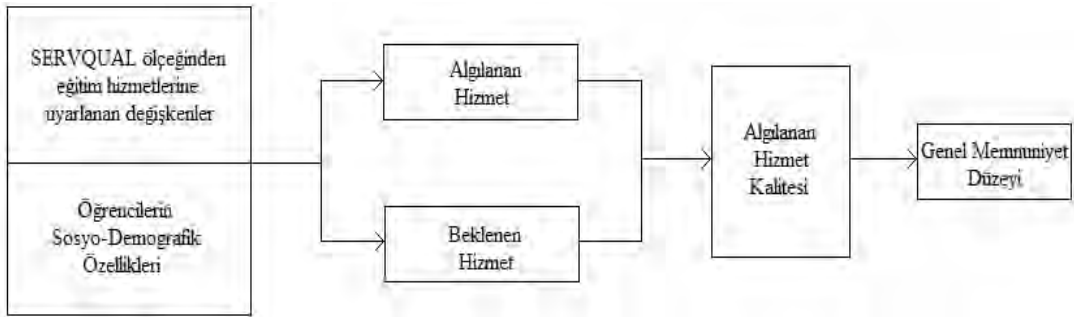 SERVQUAL ölçeğinden
eğitim hizmetlerine
uyarlanan değişkenler
Öğrencilerin
Sosyo-Demografik
Özellikleri
Algılanan
Hizmet
Beklenen
Hizmet
Algılanan
Hizmet
Kalitesi
Genel Memnuniyet
Düzeyi